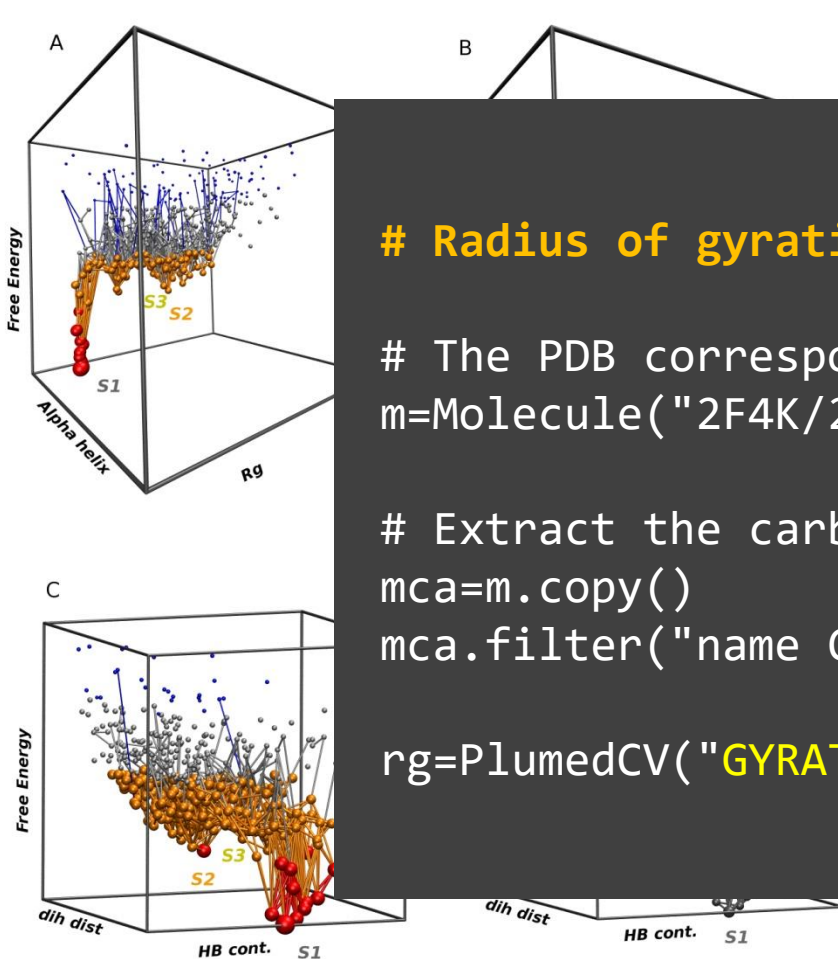 A
B
Free Energy
S3
S2
S1
Alpha helix
Rg
# Radius of gyrati
# The PDB correspo
m=Molecule("2F4K/2
# Extract the carb
mca=m.copy()
mca.filter("name C
rg=PlumedCV("GYRAT
C
Free Energy
S3
S2
dih dist
HB cont.
S1
dih dist
HB cont.
S1